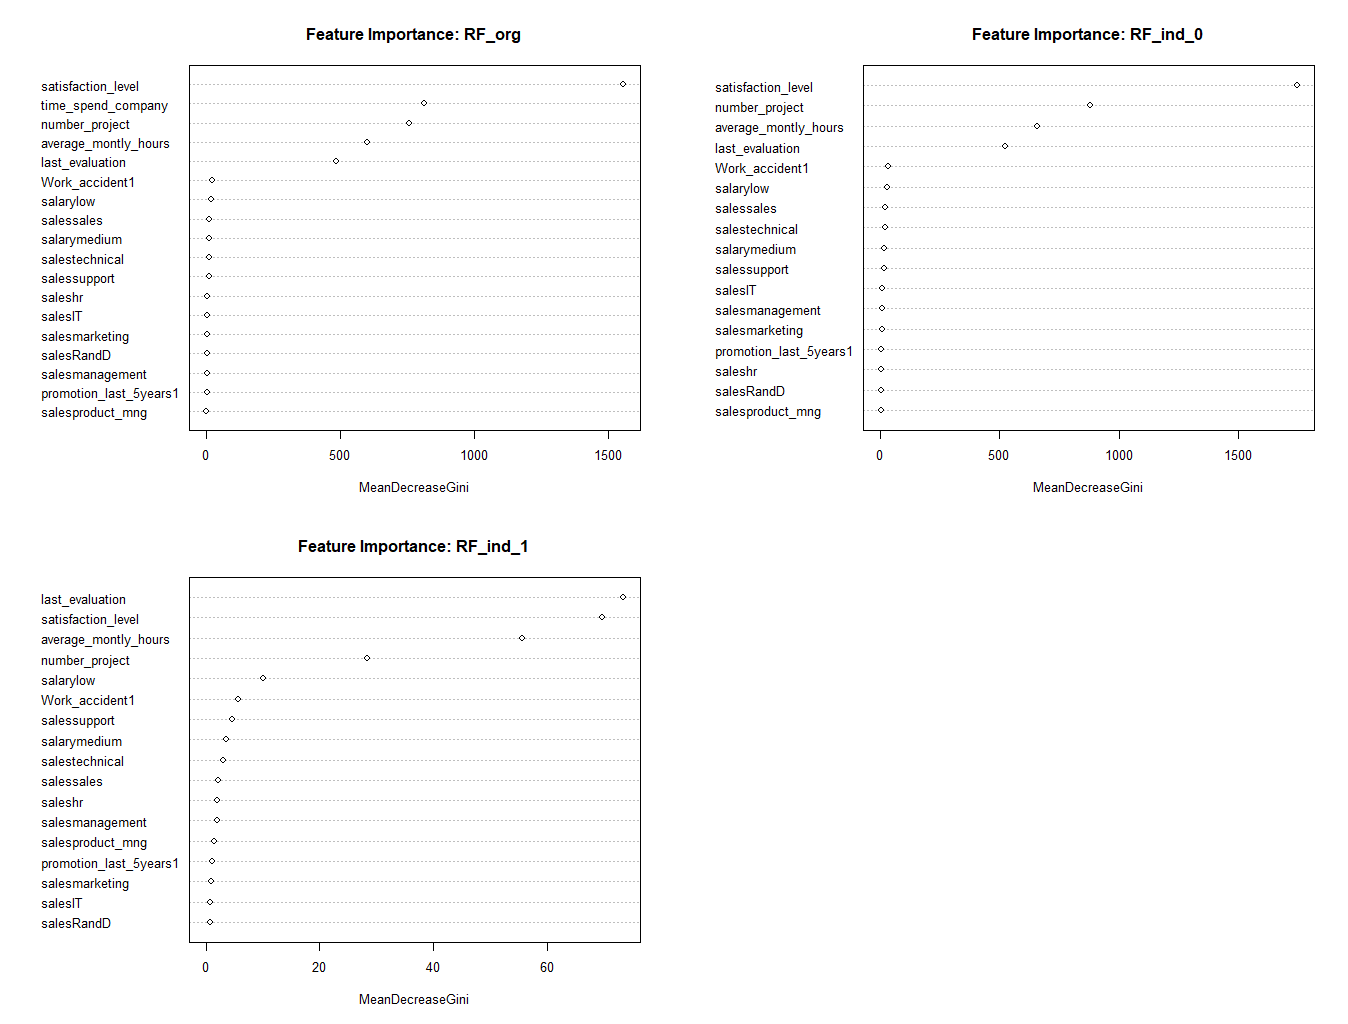 Feature Importance: RF_org
satisfaction_level
time_spend_company
number_project
average_montly_hours
last_evaluation
Work_accident1
salarylow
salessales
salarymedium
salestechnical
salessupport
saleshr
salesIT
salesmarketing
salesRandD
salesmanagement
promotion_last_5years1
salesproduct_mng
0 500 1000 1500
MeanDecreaseGini
Feature Importance: RF_ind_0
satisfaction_level
number_project
average_montly_hours
last_evaluation
Work_accident1
salarylow
salessales
salestechnical
salarymedium
salessupport
salesIT
salesmanagement
salesmarketing
promotion_last_5years1
saleshr
salesRandD
salesproduct_mng
0 500 1000 1500
MeanDecreaseGini
Feature Importance: RF_ind_1
last_evaluation
satisfaction_level
average_montly_hours
number_project
salarylow
Work_accident1
salessupport
salarymedium
salestechnical
salessales
saleshr
salesmanagement
salesproduct_mng
promotion_last_5years1
salesmarketing
salesIT
salesRandD
0 20 40 60
MeanDecreaseGini